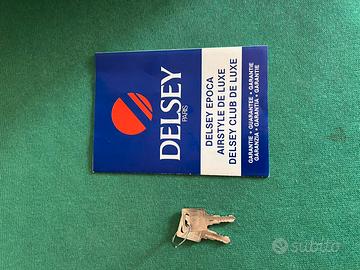 DELSEY
PARIS
DELSEY EPOCA
AIRSTYLE DE LUXE
DELSEY CLUB DE LUXE
GARANTIE • GUARANTEE • GARANTIE
GARANZIA • GARANTIA • GARANTIE
subito